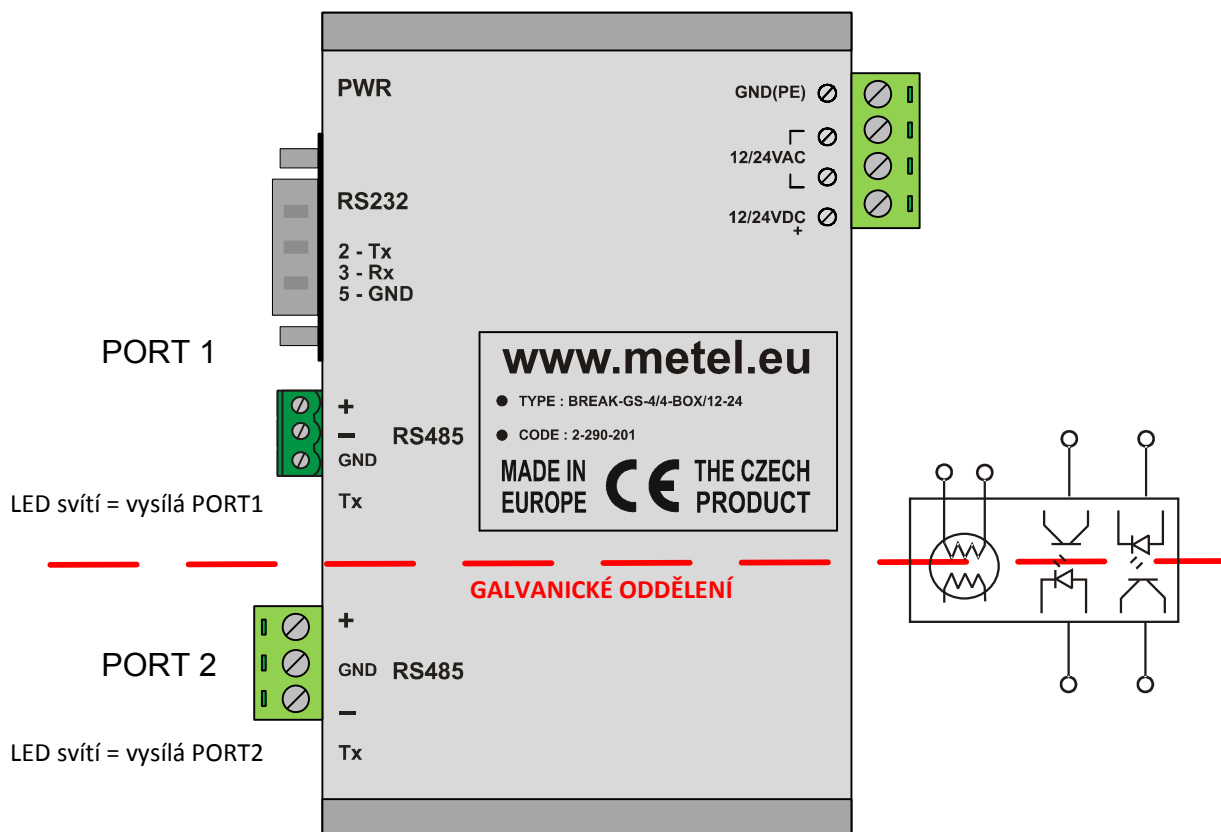 PWR
GND(PE)
12/24VAC
12/24VDC
+
RS232
2 - Tx
3 - Rx
5 - GND
PORT 1
+
−
RS485
GND
Tx
LED svítí = vysílá PORT1
www.metel.eu
● TYPE : BREAK-GS-4/4-BOX/12-24
● CODE : 2-290-201
MADE IN EUROPE
CE
THE CZECH PRODUCT
GALVANICKÉ ODDĚLENÍ
PORT 2
+
GND
RS485
−
Tx
LED svítí = vysílá PORT2